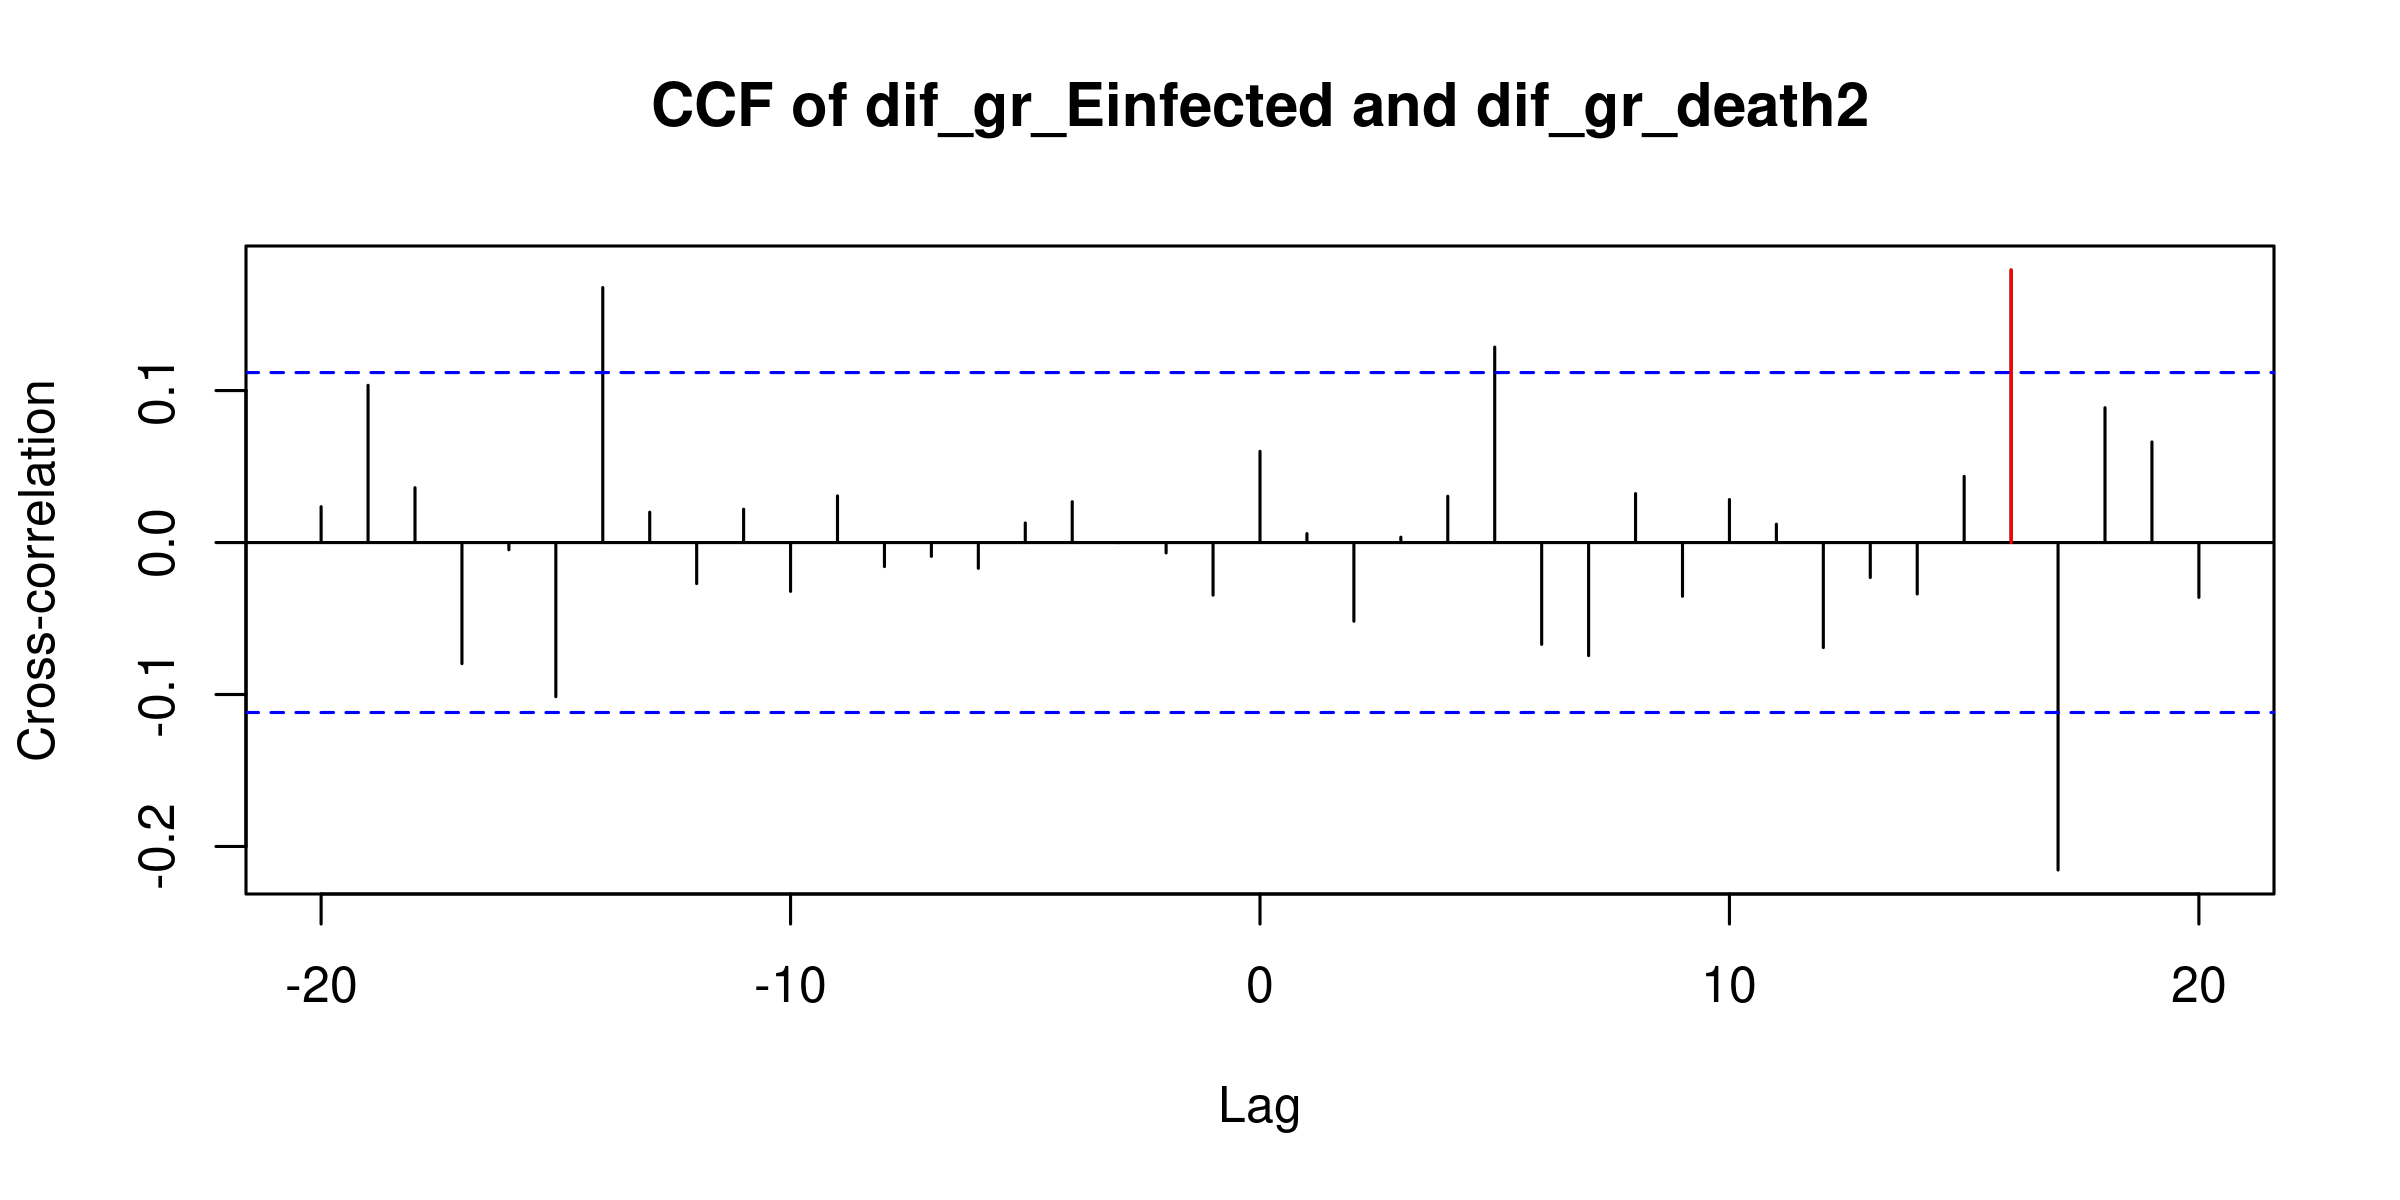 CCF of dif_gr_Einfected and dif_gr_death2
Cross-correlation
0.1
0.0
-0.1
-0.2
-20 -10 0 10 20
Lag